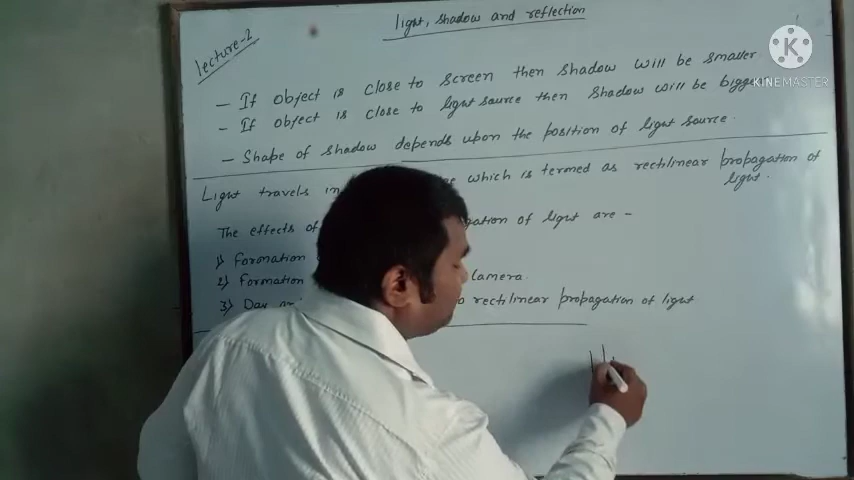 light, shadow and reflection
lecture-2
- If object is close to screen then shadow will be smaller
- If object is close to light source then shadow will be bigger
- Shape of shadow depends upon the position of light source.
Light travels in which is termed as rectilinear propagation of light.
The effects of of light are -
1) Formation
2) Formation Camera.
3) Day rectilinear propagation of light
KINEMASTER